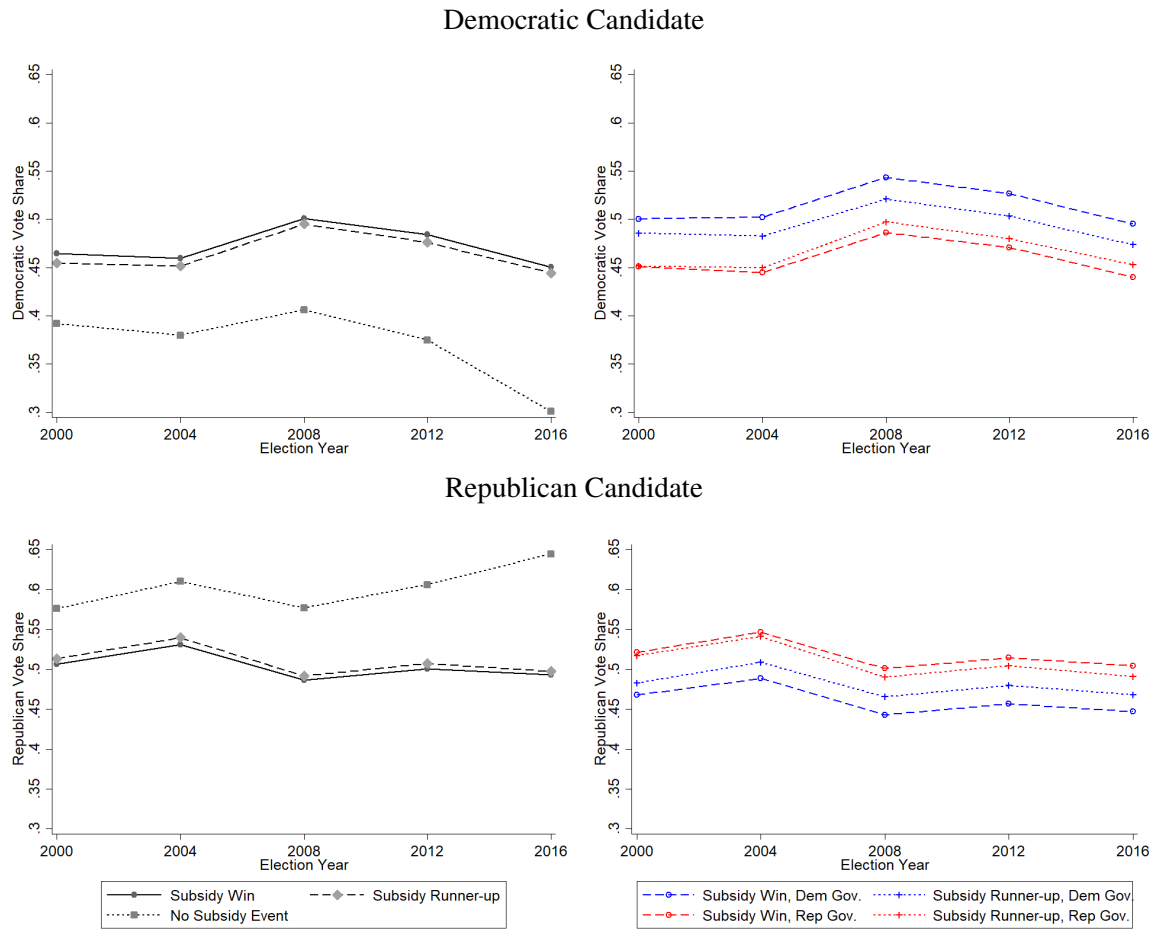 Democratic Candidate
Democratic Vote Share
.65
.6
.55
.5
.45
.4
.35
.3
2000 2004 2008 2012 2016
Election Year
Democratic Vote Share
.65
.6
.55
.5
.45
.4
.35
.3
2000 2004 2008 2012 2016
Election Year
Republican Candidate
Republican Vote Share
.65
.6
.55
.5
.45
.4
.35
.3
2000 2004 2008 2012 2016
Election Year
Republican Vote Share
.65
.6
.55
.5
.45
.4
.35
.3
2000 2004 2008 2012 2016
Election Year
Subsidy Win Subsidy Runner-up
No Subsidy Event
Subsidy Win, Dem Gov. Subsidy Runner-up, Dem Gov.
Subsidy Win, Rep Gov. Subsidy Runner-up, Rep Gov.